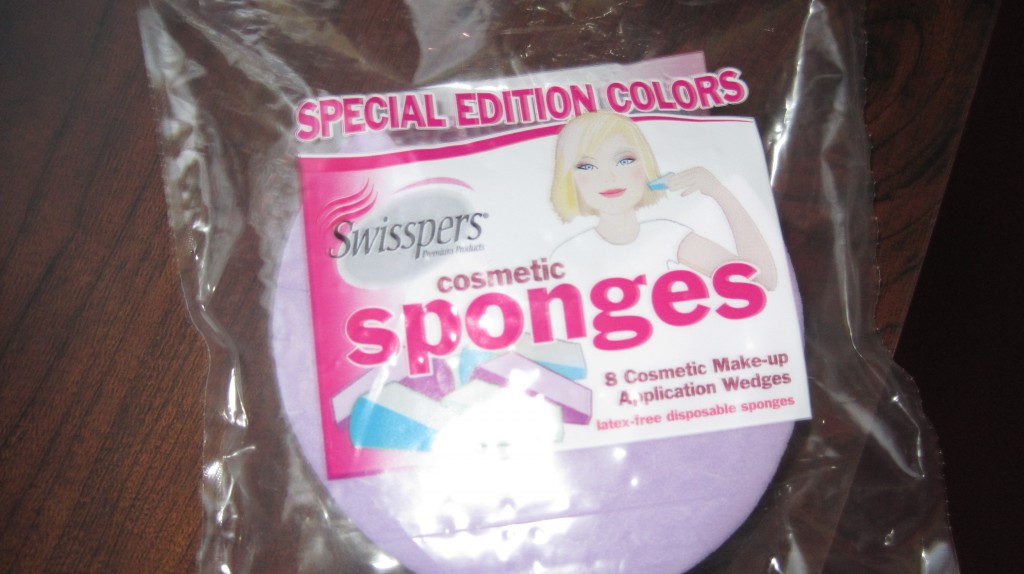 SPECIAL EDITION COLORS
Swisspers®
Premium Products
cosmetic
sponges
8 Cosmetic Make-up
Application Wedges
latex-free disposable sponges